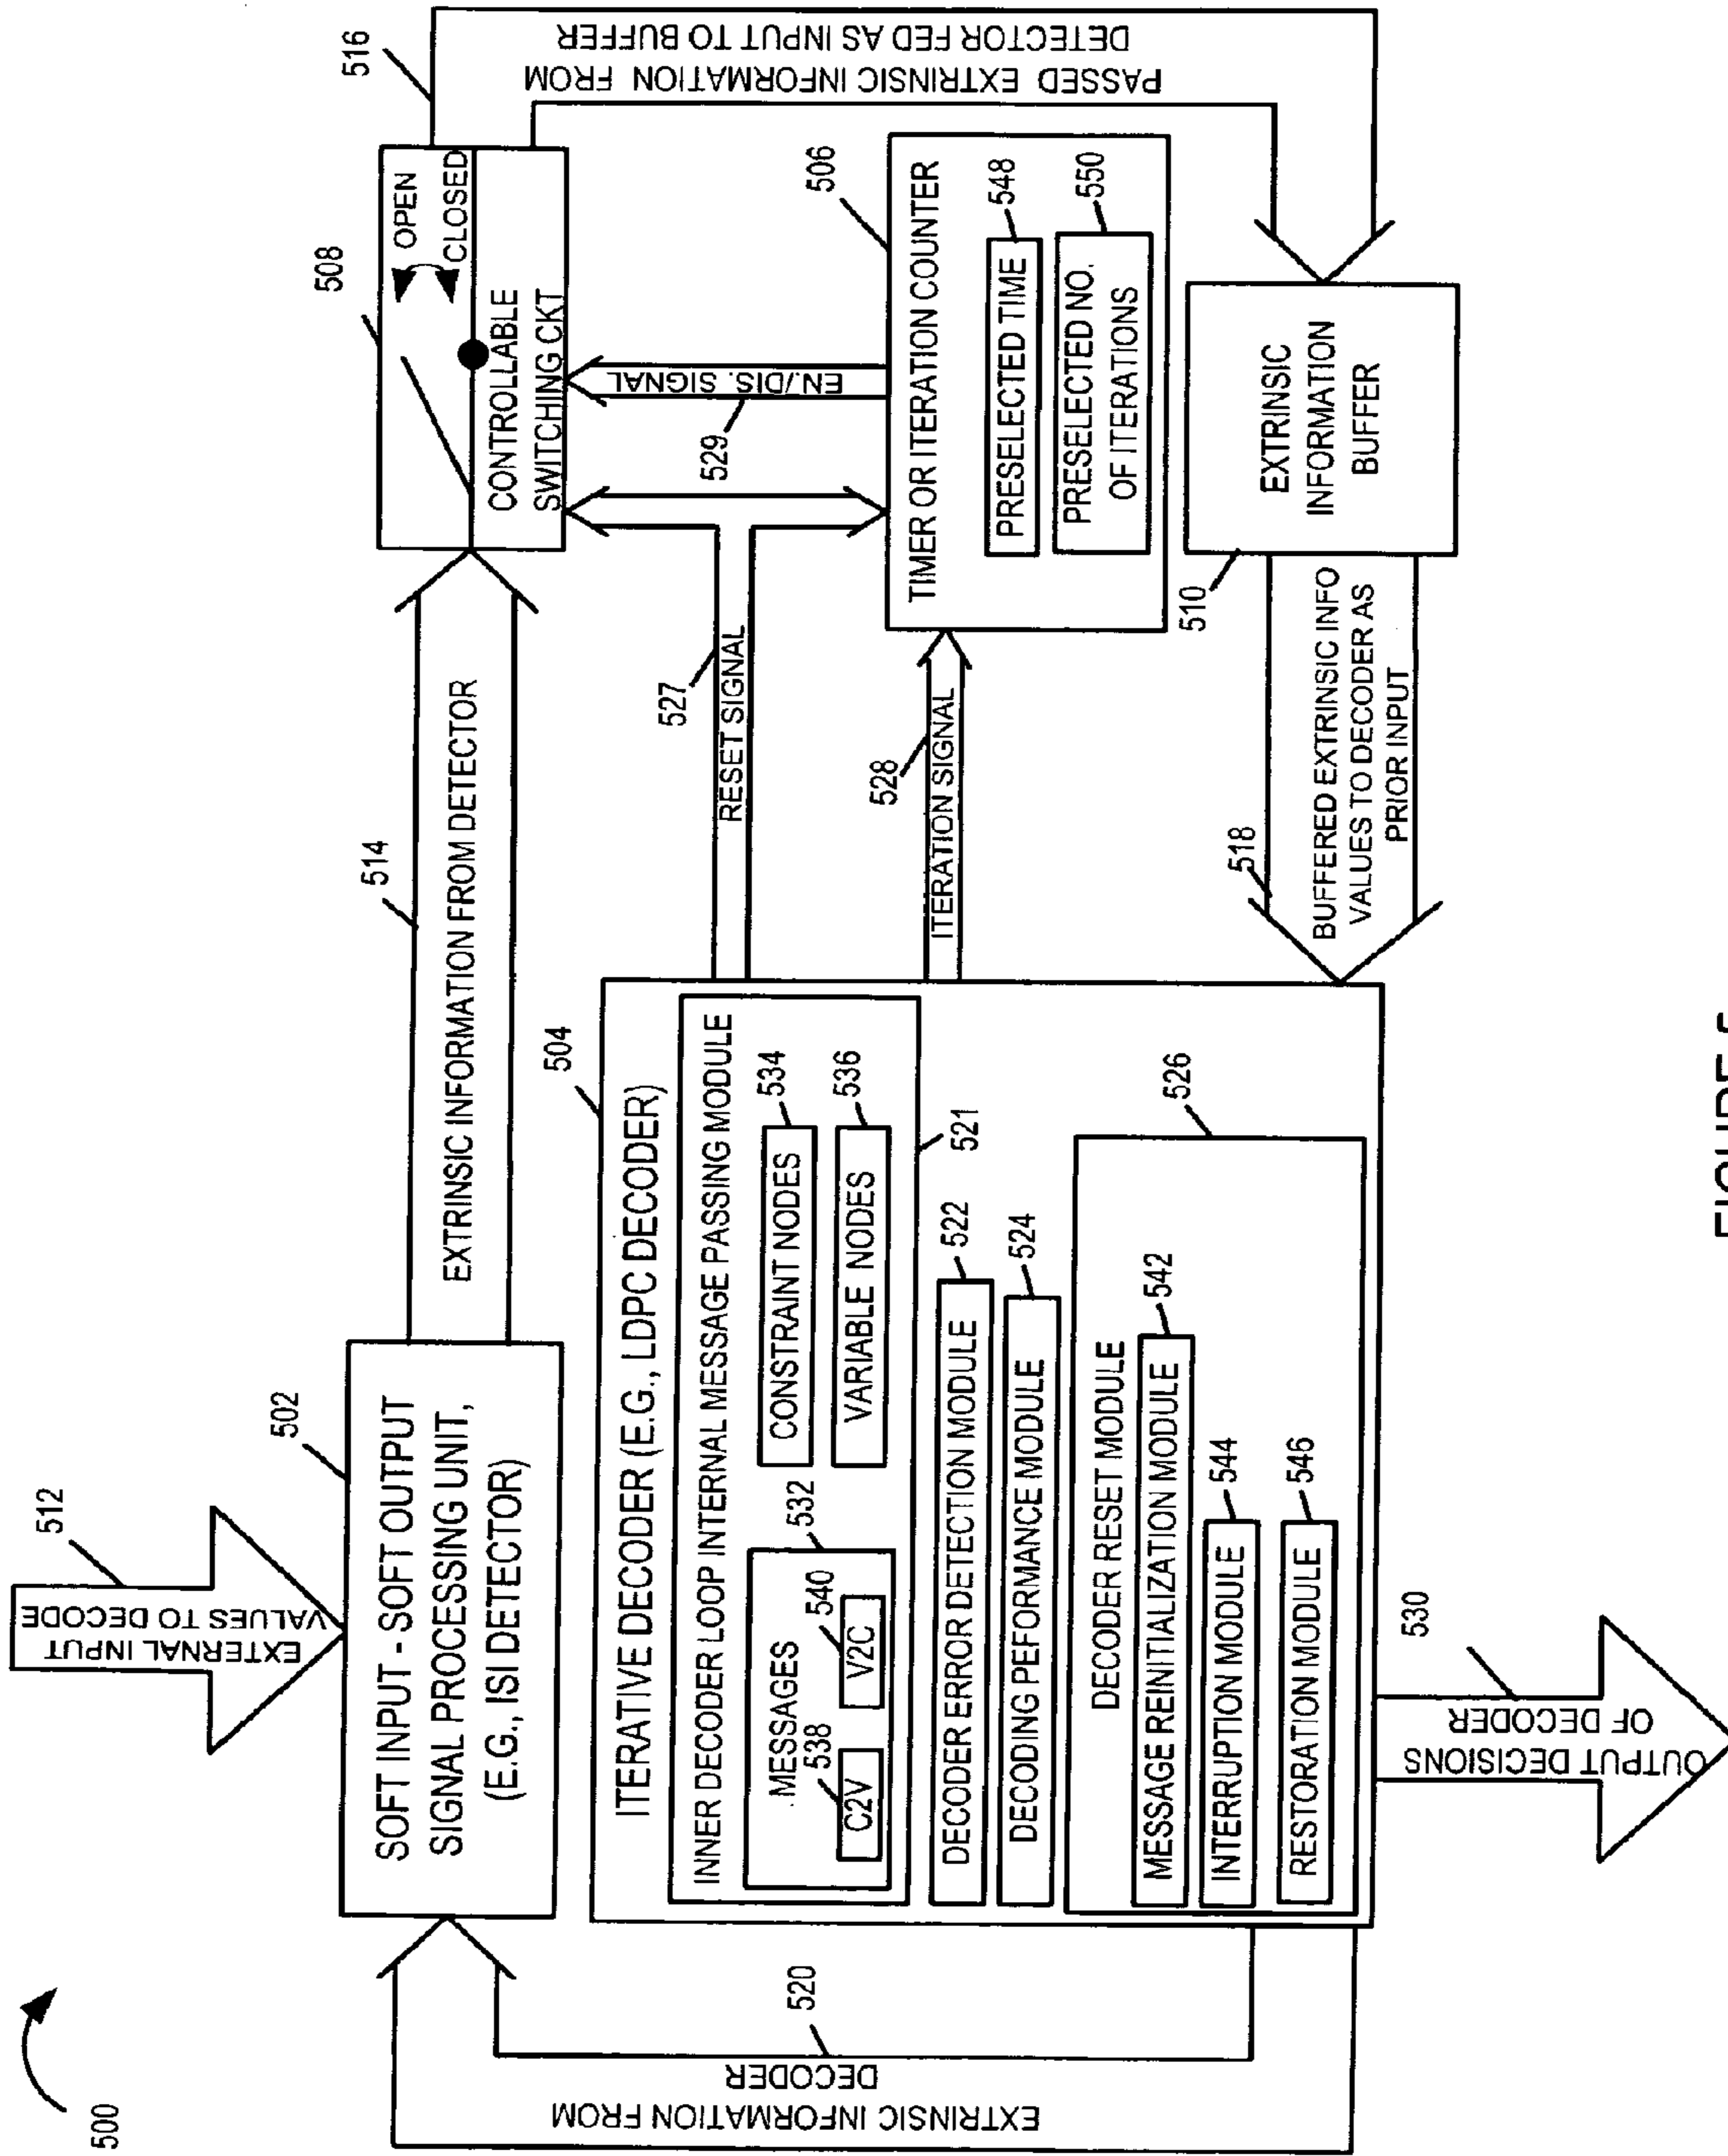 500
512
EXTERNAL INPUT
VALUES TO DECODE
502
SOFT INPUT - SOFT OUTPUT
SIGNAL PROCESSING UNIT,
(E.G., ISI DETECTOR)
514
EXTRINSIC INFORMATION FROM DETECTOR
508
OPEN
CLOSED
CONTROLLABLE
SWITCHING CKT
516
PASSED EXTRINSIC INFORMATION FROM
DETECTOR FED AS INPUT TO BUFFER
EXTRINSIC INFORMATION FROM
DECODER
520
504
ITERATIVE DECODER (E.G., LDPC DECODER)
INNER DECODER LOOP INTERNAL MESSAGE PASSING MODULE
532
MESSAGES
538
540
C2V
V2C
534
CONSTRAINT NODES
536
VARIABLE NODES
521
522
DECODER ERROR DETECTION MODULE
524
DECODING PEFORMANCE MODULE
526
DECODER RESET MODULE
542
MESSAGE REINITIALIZATION MODULE
544
INTERRUPTION MODULE
546
RESTORATION MODULE
527
RESET SIGNAL
529
EN./DIS. SIGNAL
528
ITERATION SIGNAL
506
TIMER OR ITERATION COUNTER
548
PRESELECTED TIME
550
PRESELECTED NO.
OF ITERATIONS
510
EXTRINSIC
INFORMATION
BUFFER
518
BUFFERED EXTRINSIC INFO
VALUES TO DECODER AS
PRIOR INPUT
530
OUTPUT DECISIONS
OF DECODER